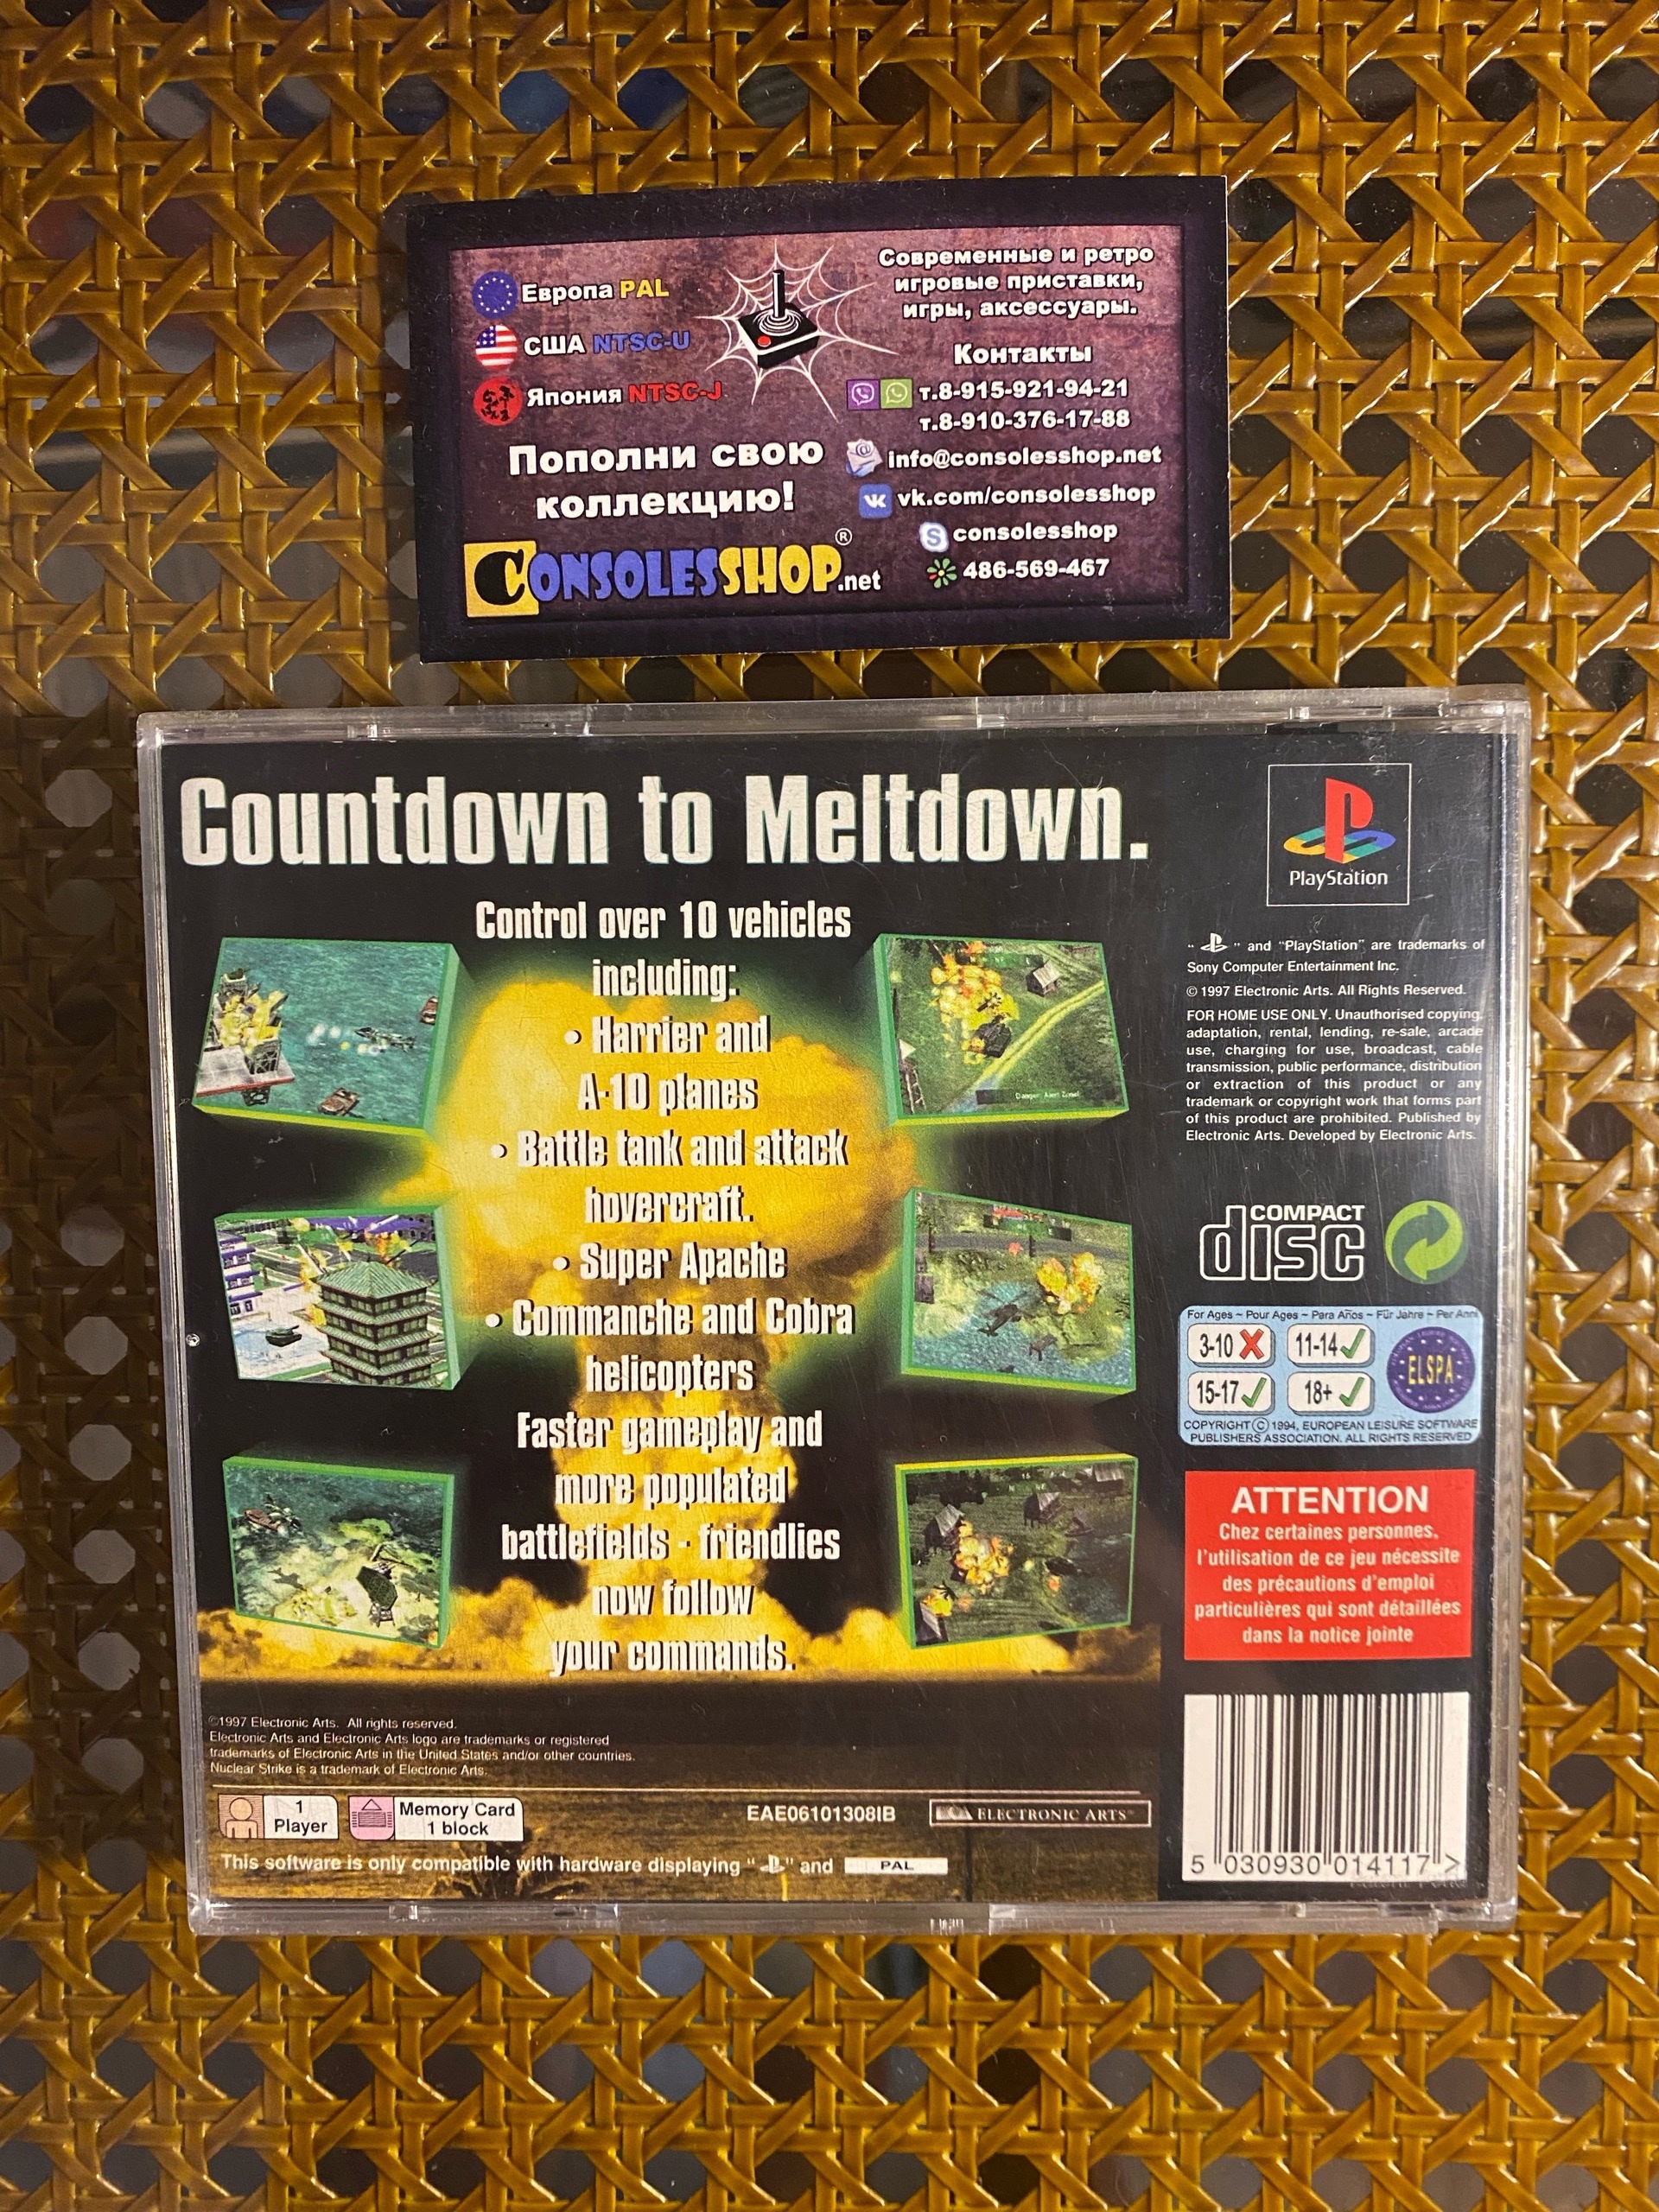 Европа PAL
США NTSC-U
Япония NTSC-J
Пополни свою
коллекцию!
CONSOLESSHOP.net
®
Современные и ретро
игровые приставки,
игры, аксессуары.
Контакты
т.8-915-921-94-21
т.8-910-376-17-88
info@consolesshop.net
vk.com/consolesshop
consolesshop
486-569-467
Countdown to Meltdown.
Control over 10 vehicles
including:
• Harrier and
A-10 planes
• Battle tank and attack
hovercraft.
• Super Apache
• Commanche and Cobra
helicopters
Faster gameplay and
more populated
battlefields - friendlies
now follow
your commands.
©1997 Electronic Arts. All rights reserved.
Electronic Arts and Electronic Arts logo are trademarks or registered
trademarks of Electronic Arts in the United States and/or other countries.
Nuclear Strike is a trademark of Electronic Arts.
1
Player
Memory Card
1 block
EAE06101308IB
ELECTRONIC ARTS
This software is only compatible with hardware displaying " " and PAL
PlayStation
" " and "PlayStation" are trademarks of
Sony Computer Entertainment Inc.
© 1997 Electronic Arts. All Rights Reserved.
FOR HOME USE ONLY. Unauthorised copying,
adaptation, rental, lending, re-sale, arcade
use, charging for use, broadcast, cable
transmission, public performance, distribution
or extraction of this product or any
trademark or copyright work that forms part
of this product are prohibited. Published by
Electronic Arts. Developed by Electronic Arts.
COMPACT
disc
For Ages ~ Pour Ages ~ Para Años ~ Für Jahre ~ Per Anni
3-10 11-14
15-17 18+
ELSPA
COPYRIGHT © 1994, EUROPEAN LEISURE SOFTWARE
PUBLISHERS ASSOCIATION. ALL RIGHTS RESERVED
ATTENTION
Chez certaines personnes,
l'utilisation de ce jeu nécessite
des précautions d'emploi
particulières qui sont détaillées
dans la notice jointe
5 030930 014117 >